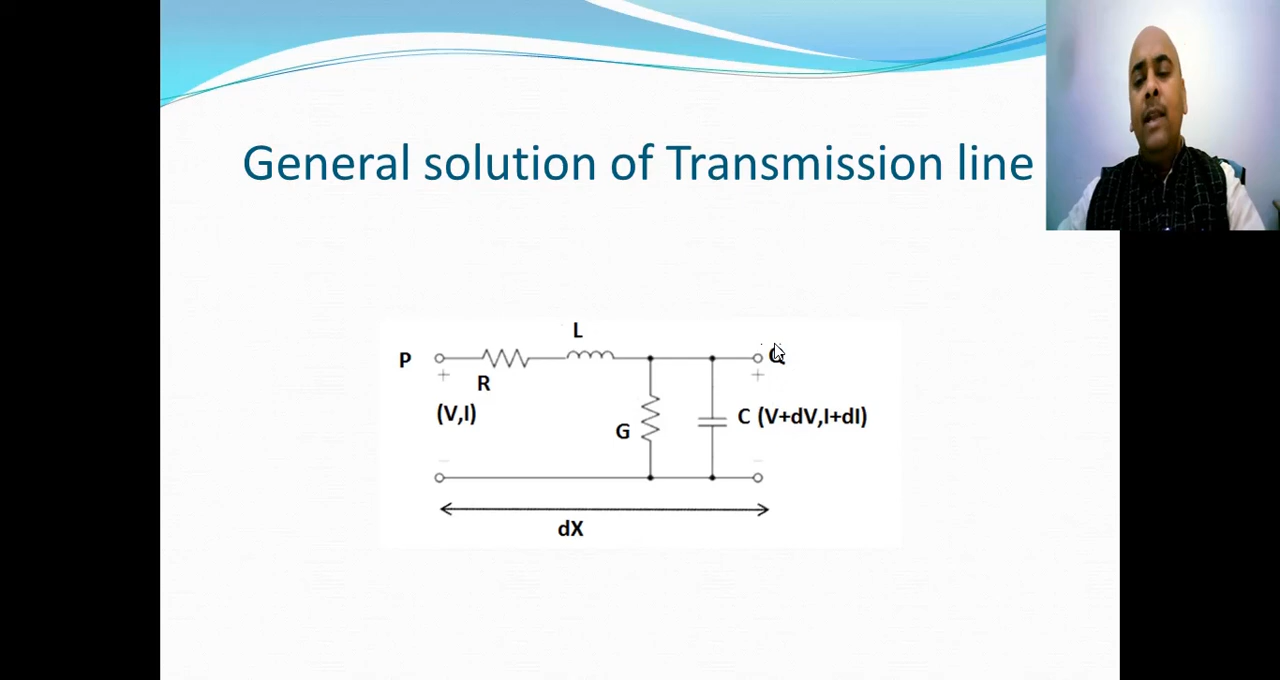 General solution of Transmission line
L
P
R
(V,I)
+
+
G
C (V+dV,I+dI)
dX